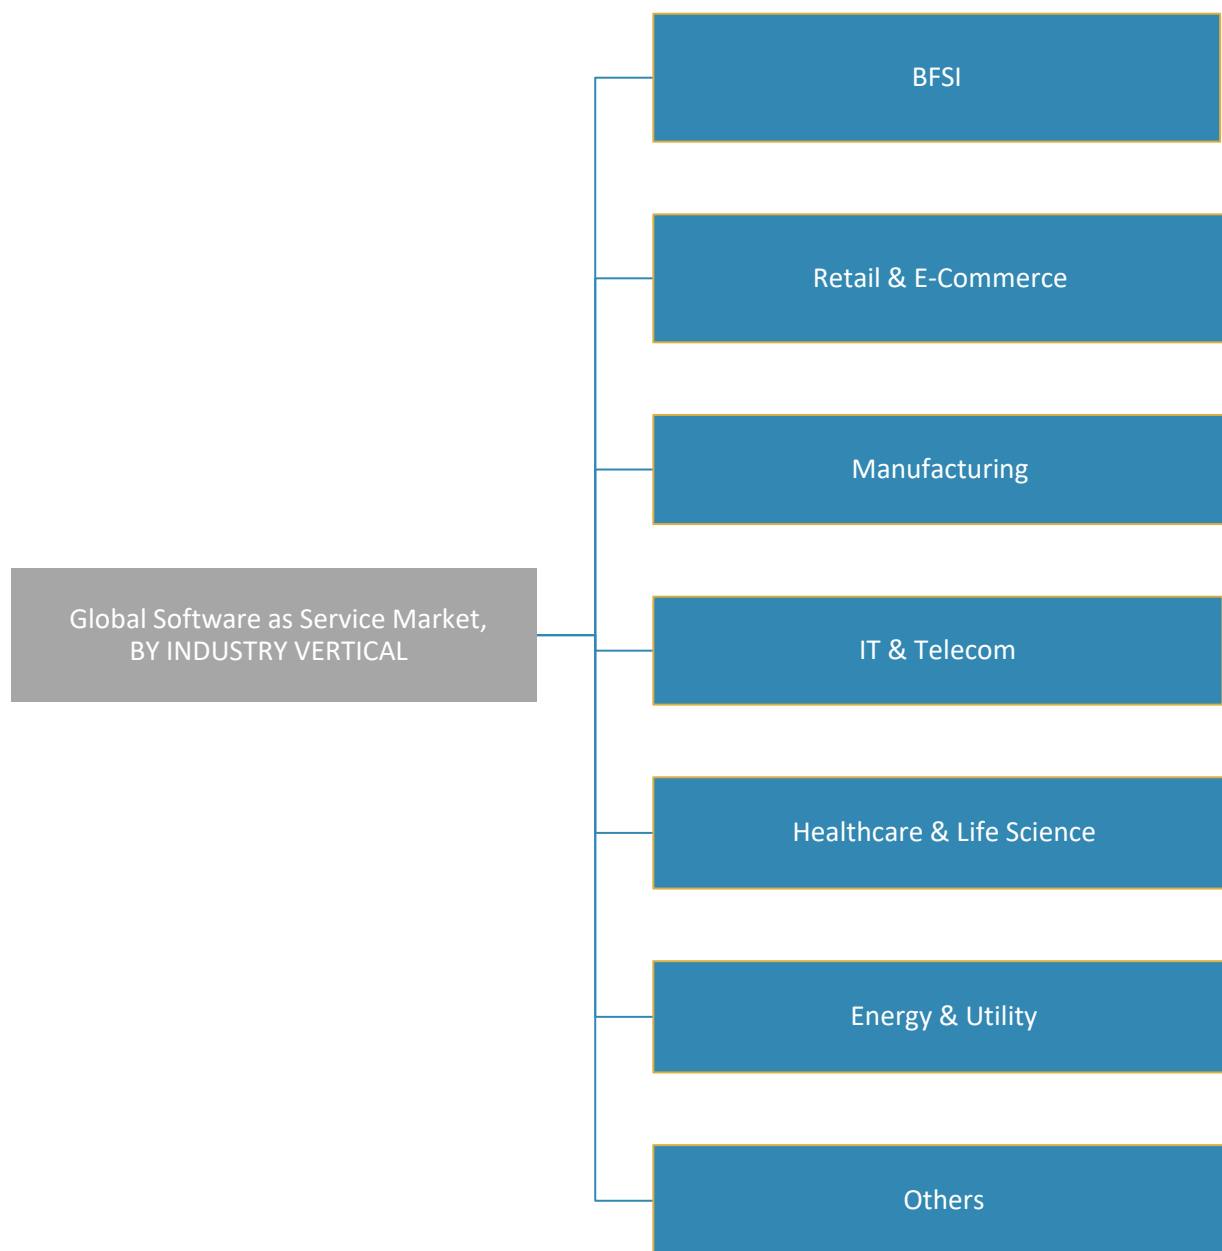 BFSI
Retail & E-Commerce
Manufacturing
Global Software as Service Market,
BY INDUSTRY VERTICAL
IT & Telecom
Healthcare & Life Science
Energy & Utility
Others